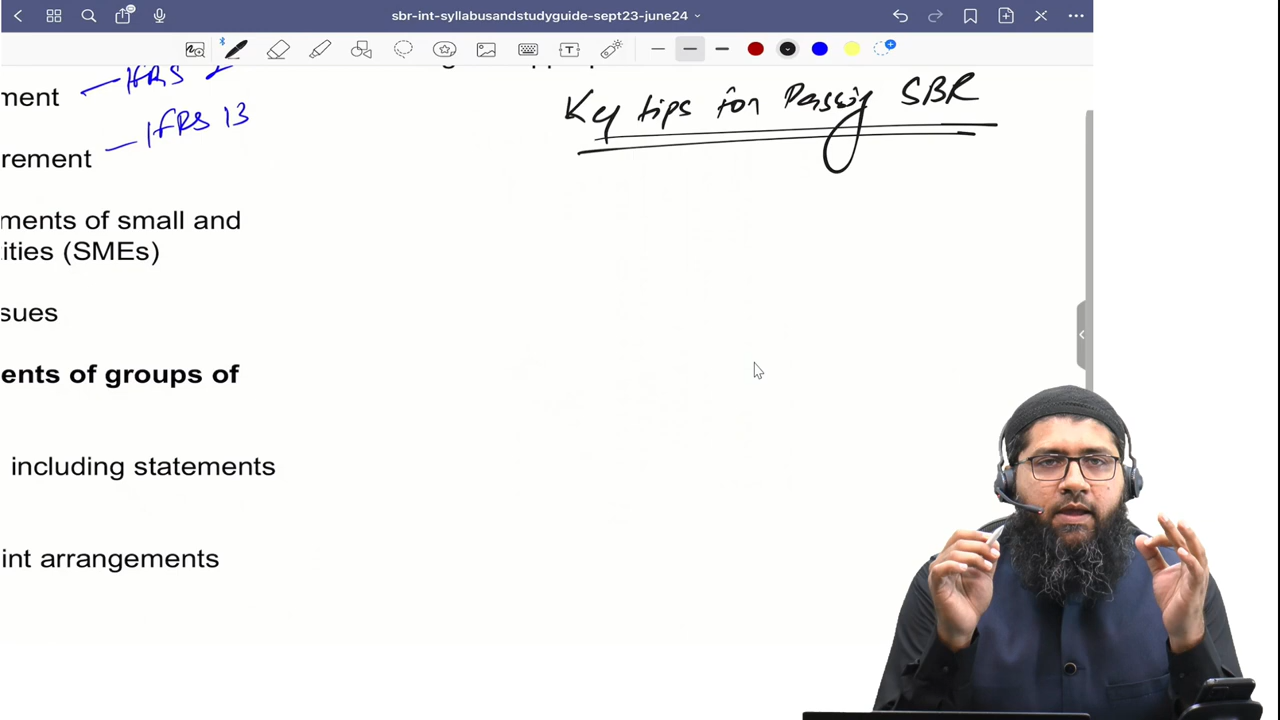 sbr-int-syllabusandstudyguide-sept23-june24
ment
IFRS
Key tips for Passing SBR
IFRS 13
rement
ments of small and
ities (SMEs)
sues
ents of groups of
including statements
int arrangements